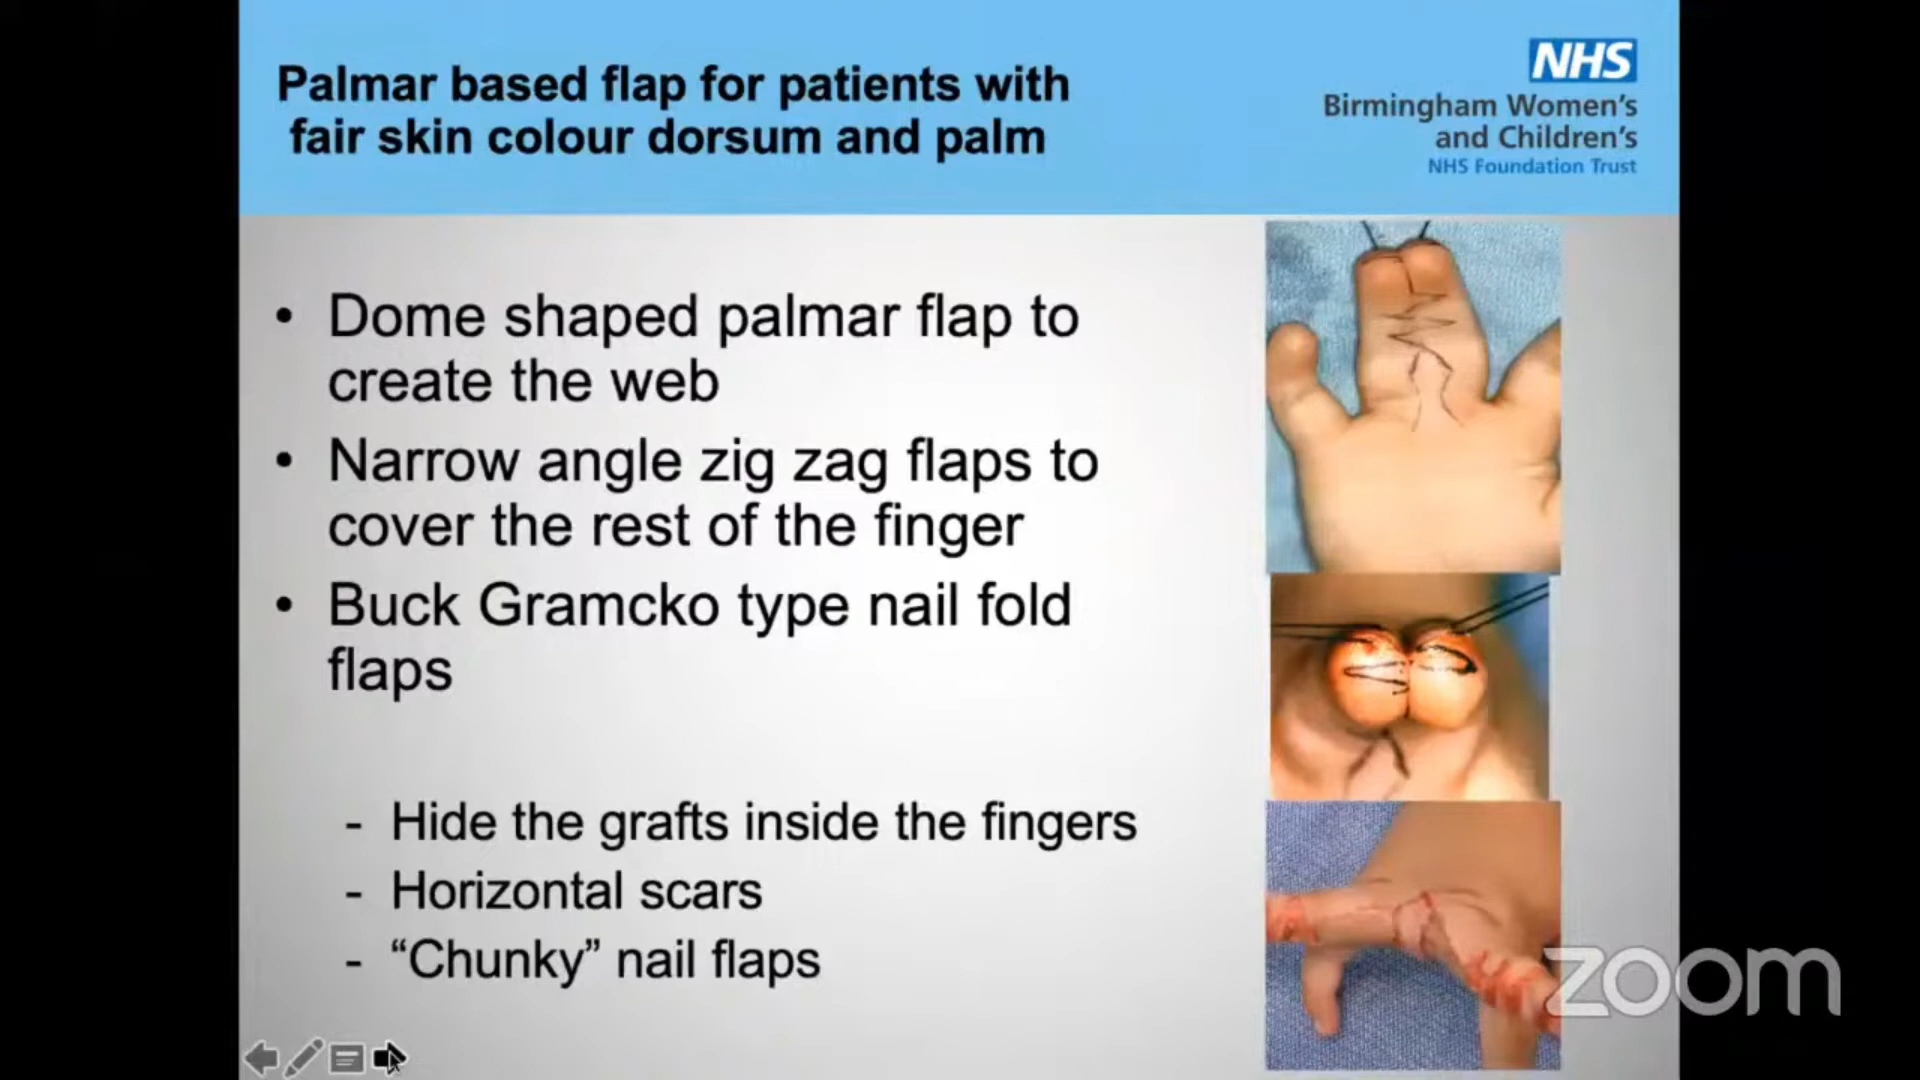 Palmar based flap for patients with
fair skin colour dorsum and palm
NHS
Birmingham Women's
and Children's
NHS Foundation Trust
• Dome shaped palmar flap to
create the web
• Narrow angle zig zag flaps to
cover the rest of the finger
• Buck Gramcko type nail fold
flaps
- Hide the grafts inside the fingers
- Horizontal scars
- “Chunky” nail flaps
zoom